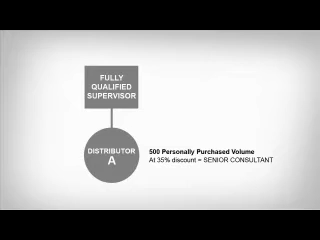 FULLY
QUALIFIED
SUPERVISOR
DISTRIBUTOR
A
500 Personally Purchased Volume
At 35% discount = SENIOR CONSULTANT